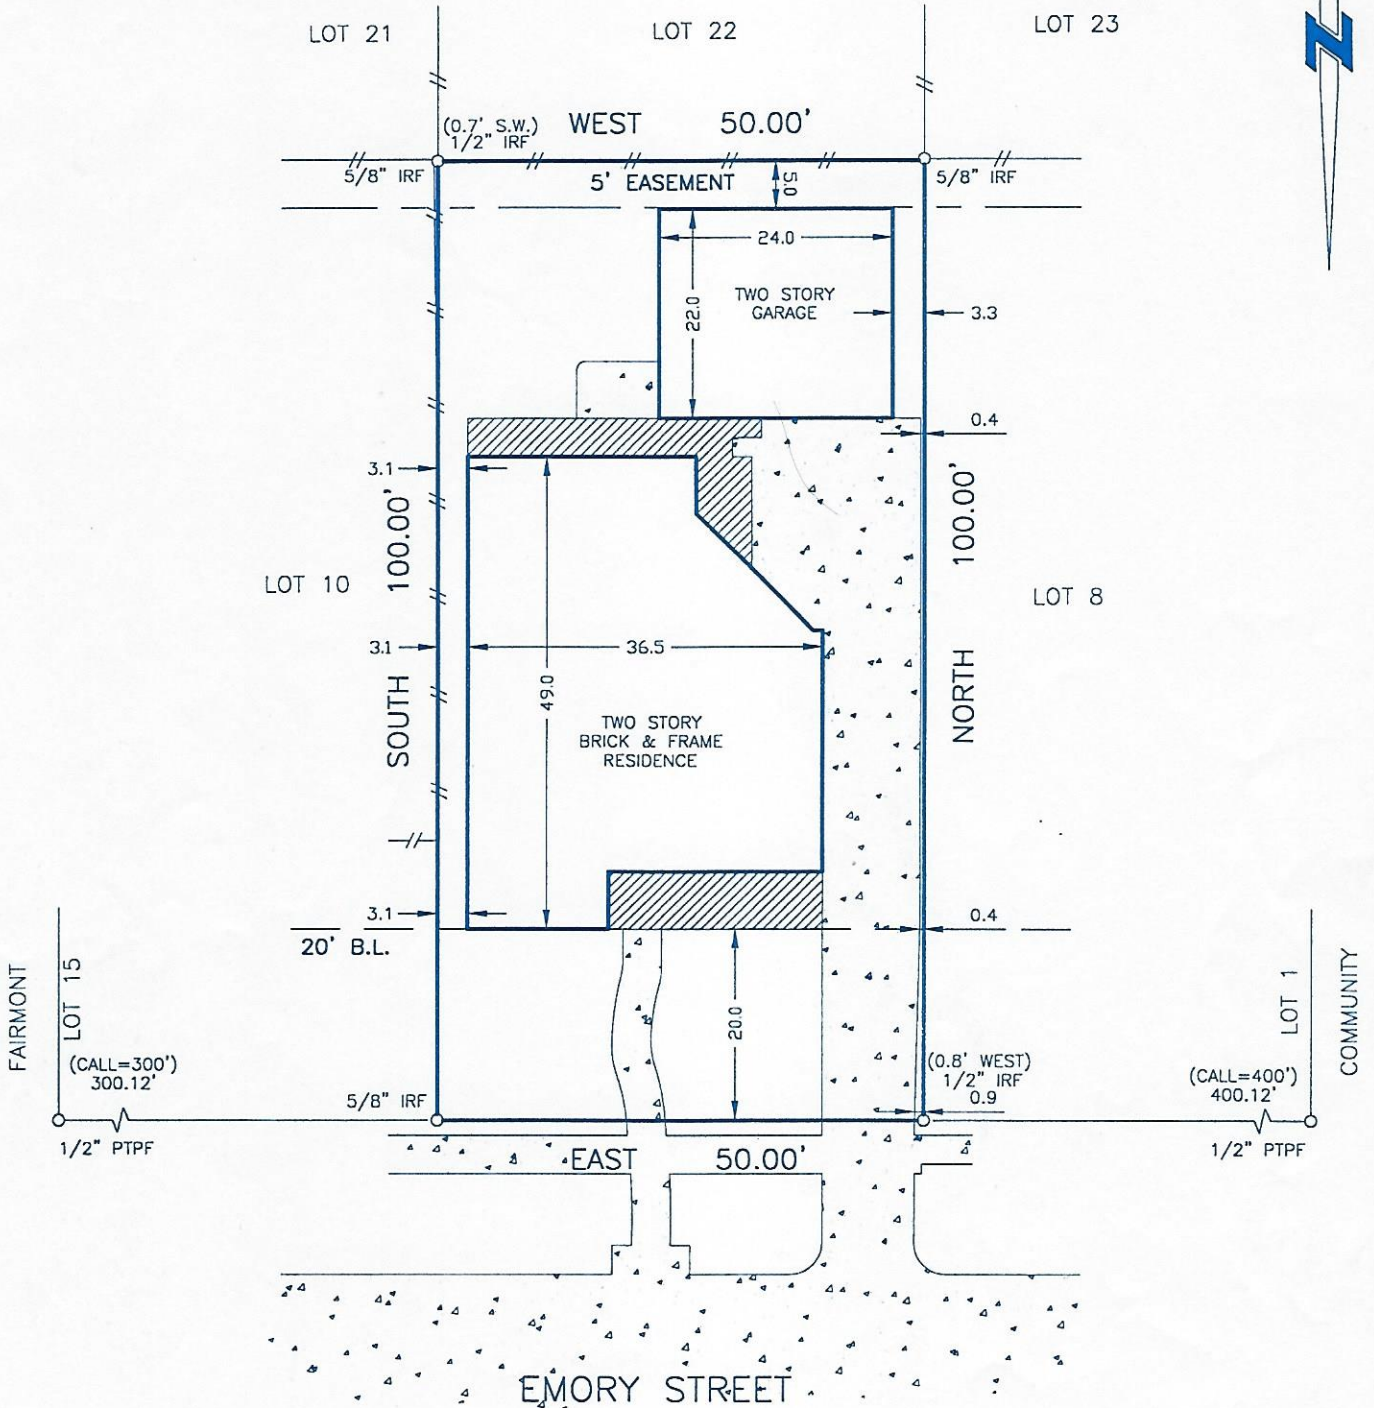 LOT 21
LOT 22
LOT 23
N
(0.7' S.W.)
1/2" IRF
WEST 50.00'
5/8" IRF
5' EASEMENT
5.0
5/8" IRF
24.0
22.0
TWO STORY
GARAGE
3.3
0.4
3.1
SOUTH 100.00'
NORTH 100.00'
LOT 10
LOT 8
3.1
36.5
49.0
TWO STORY
BRICK & FRAME
RESIDENCE
3.1
0.4
20' B.L.
20.0
FAIRMONT
LOT 15
(CALL=300')
300.12'
1/2" PTPF
5/8" IRF
(0.8' WEST)
1/2" IRF
0.9
(CALL=400')
400.12'
1/2" PTPF
LOT 1
COMMUNITY
EAST 50.00'
EMORY STREET